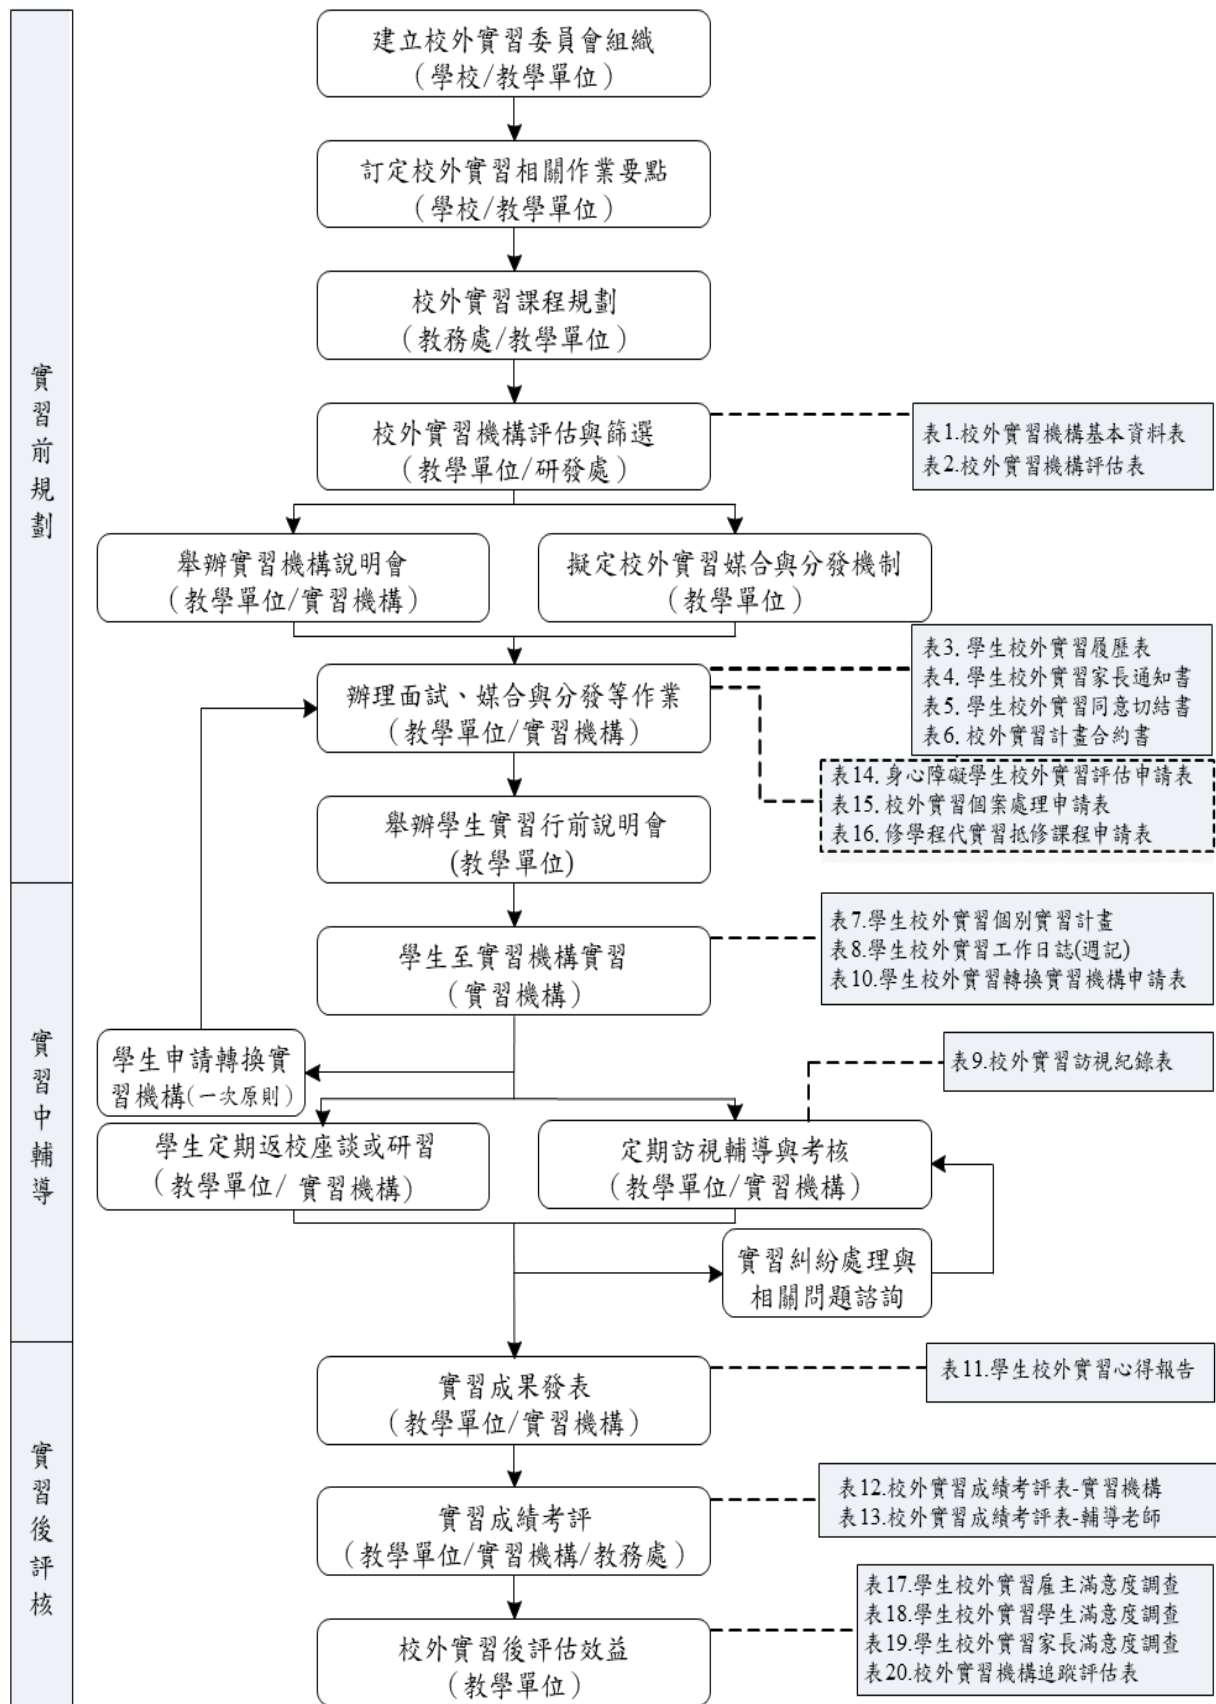 實習前規劃
建立校外實習委員會組織
（學校/教學單位）
訂定校外實習相關作業要點
（學校/教學單位）
校外實習課程規劃
（教務處/教學單位）
校外實習機構評估與篩選
（教學單位/研發處）
表1.校外實習機構基本資料表
表2.校外實習機構評估表
舉辦實習機構說明會
（教學單位/實習機構）
擬定校外實習媒合與分發機制
（教學單位）
辦理面試、媒合與分發等作業
（教學單位/實習機構）
表3. 學生校外實習履歷表
表4. 學生校外實習家長通知書
表5. 學生校外實習同意切結書
表6. 校外實習計畫合約書
表14. 身心障礙學生校外實習評估申請表
表15. 校外實習個案處理申請表
表16. 修學程代實習抵修課程申請表
舉辦學生實習行前說明會
(教學單位)
實習中輔導
學生至實習機構實習
（實習機構）
表7.學生校外實習個別實習計畫
表8.學生校外實習工作日誌(週記)
表10.學生校外實習轉換實習機構申請表
學生申請轉換實
習機構(一次原則)
表9.校外實習訪視紀錄表
學生定期返校座談或研習
（教學單位/ 實習機構）
定期訪視輔導與考核
（教學單位/實習機構）
實習糾紛處理與
相關問題諮詢
實習後評核
實習成果發表
（教學單位/實習機構）
表11.學生校外實習心得報告
實習成績考評
（教學單位/實習機構/教務處）
表12.校外實習成績考評表-實習機構
表13.校外實習成績考評表-輔導老師
校外實習後評估效益
（教學單位）
表17.學生校外實習雇主滿意度調查
表18.學生校外實習學生滿意度調查
表19.學生校外實習家長滿意度調查
表20.校外實習機構追蹤評估表